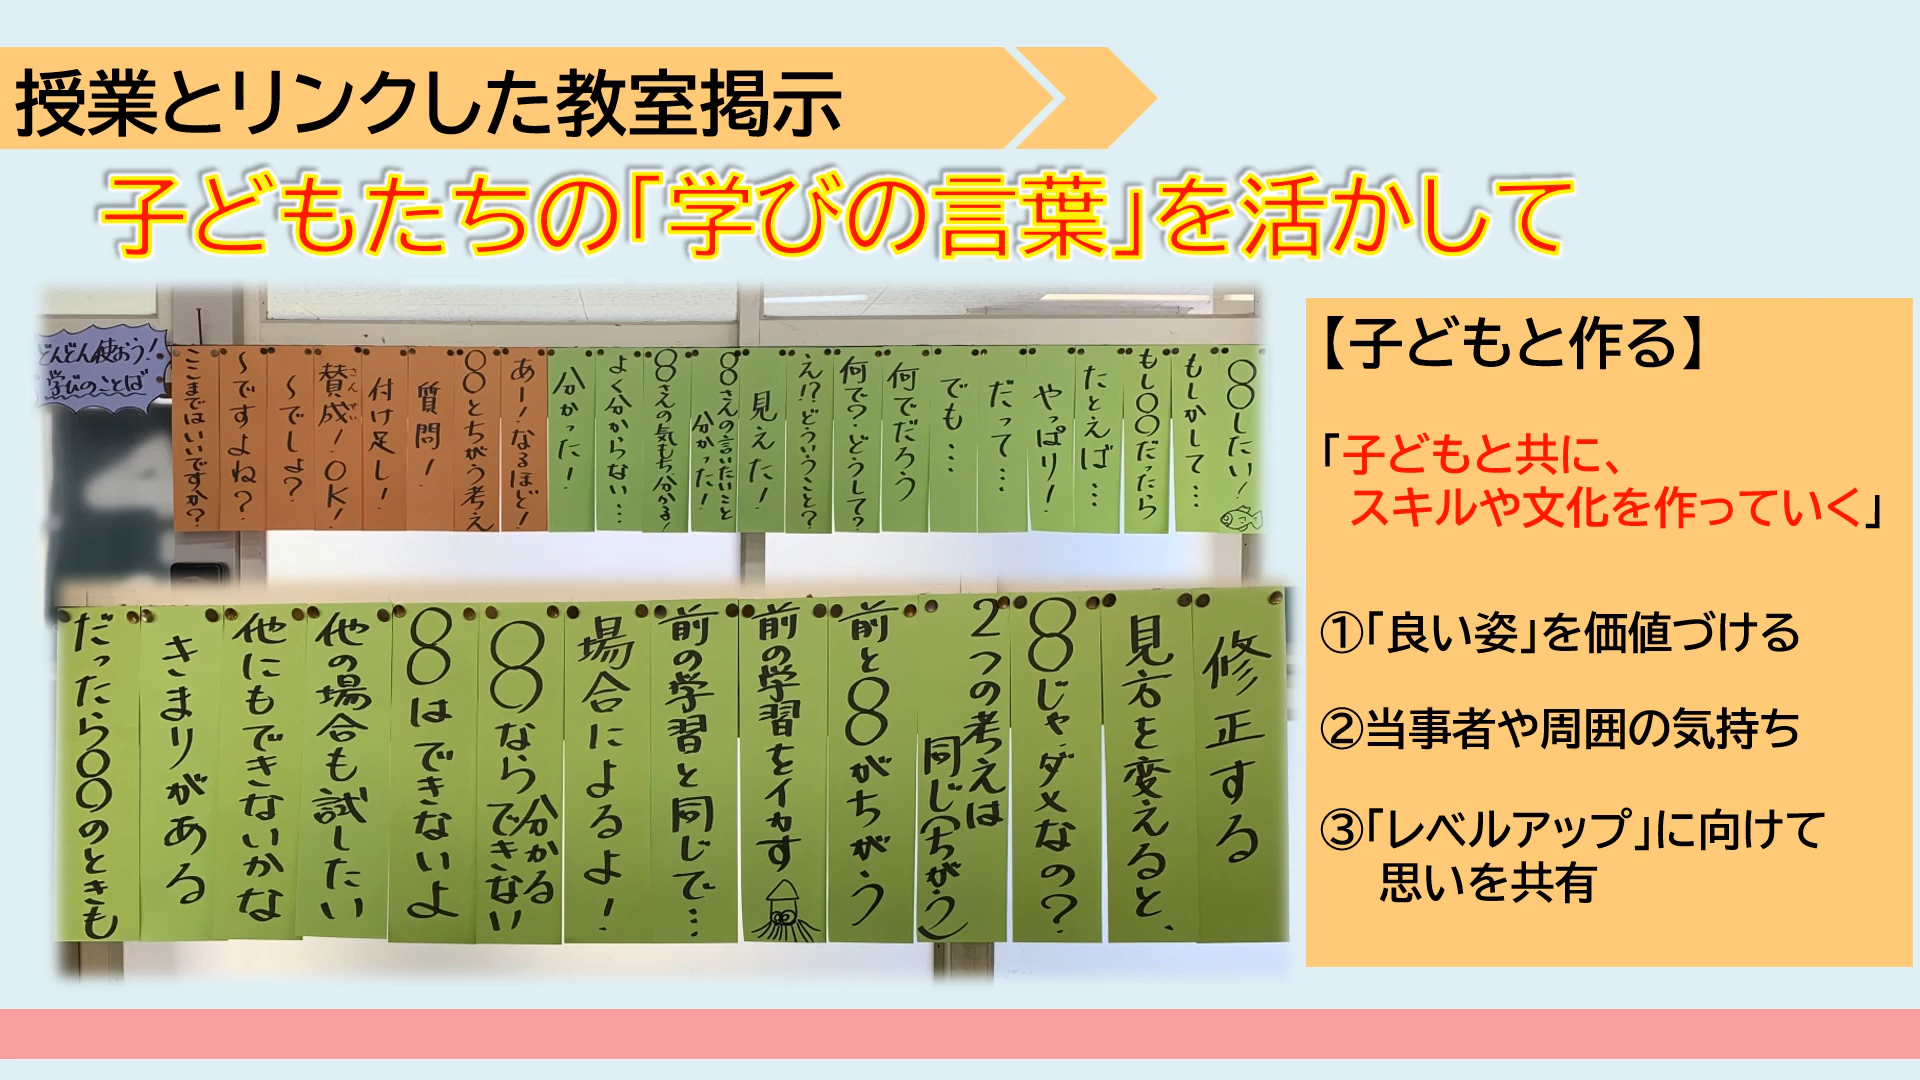 授業とリンクした教室掲示
子どもたちの「学びの言葉」を活かして
どんどん使おう！
学びのことば
〇〇したい！
もしかして…
もし〇〇だったら
たとえば…
やっぱり！
だって…
でも…
何でだろう
何で？どうして？
え！？どういうこと？
見えた！
〇〇さんの言いたいこと
分かった！
〇〇さんの気もち、分かる！
よく分からない…
分かった！
あー！なるほど！
〇〇とちがう考え
質問！
付け足し！
賛成！OK！
さんせい
～でしょ？
～ですよね？
ここまではいいですか？
修正する
見方を変えると、
〇〇じゃダメなの？
2つの考えは
同じ（ちがう）
前と〇〇がちがう
前の学習をイカす
前の学習と同じで…
場合によるよ！
〇〇なら分かる
できない
〇〇はできないよ
他の場合も試したい
他にもできないかな
きまりがある
だったら〇〇のときも
【子どもと作る】
「子どもと共に、
スキルや文化を作っていく」
①「良い姿」を価値づける
②当事者や周囲の気持ち
③「レベルアップ」に向けて
思いを共有